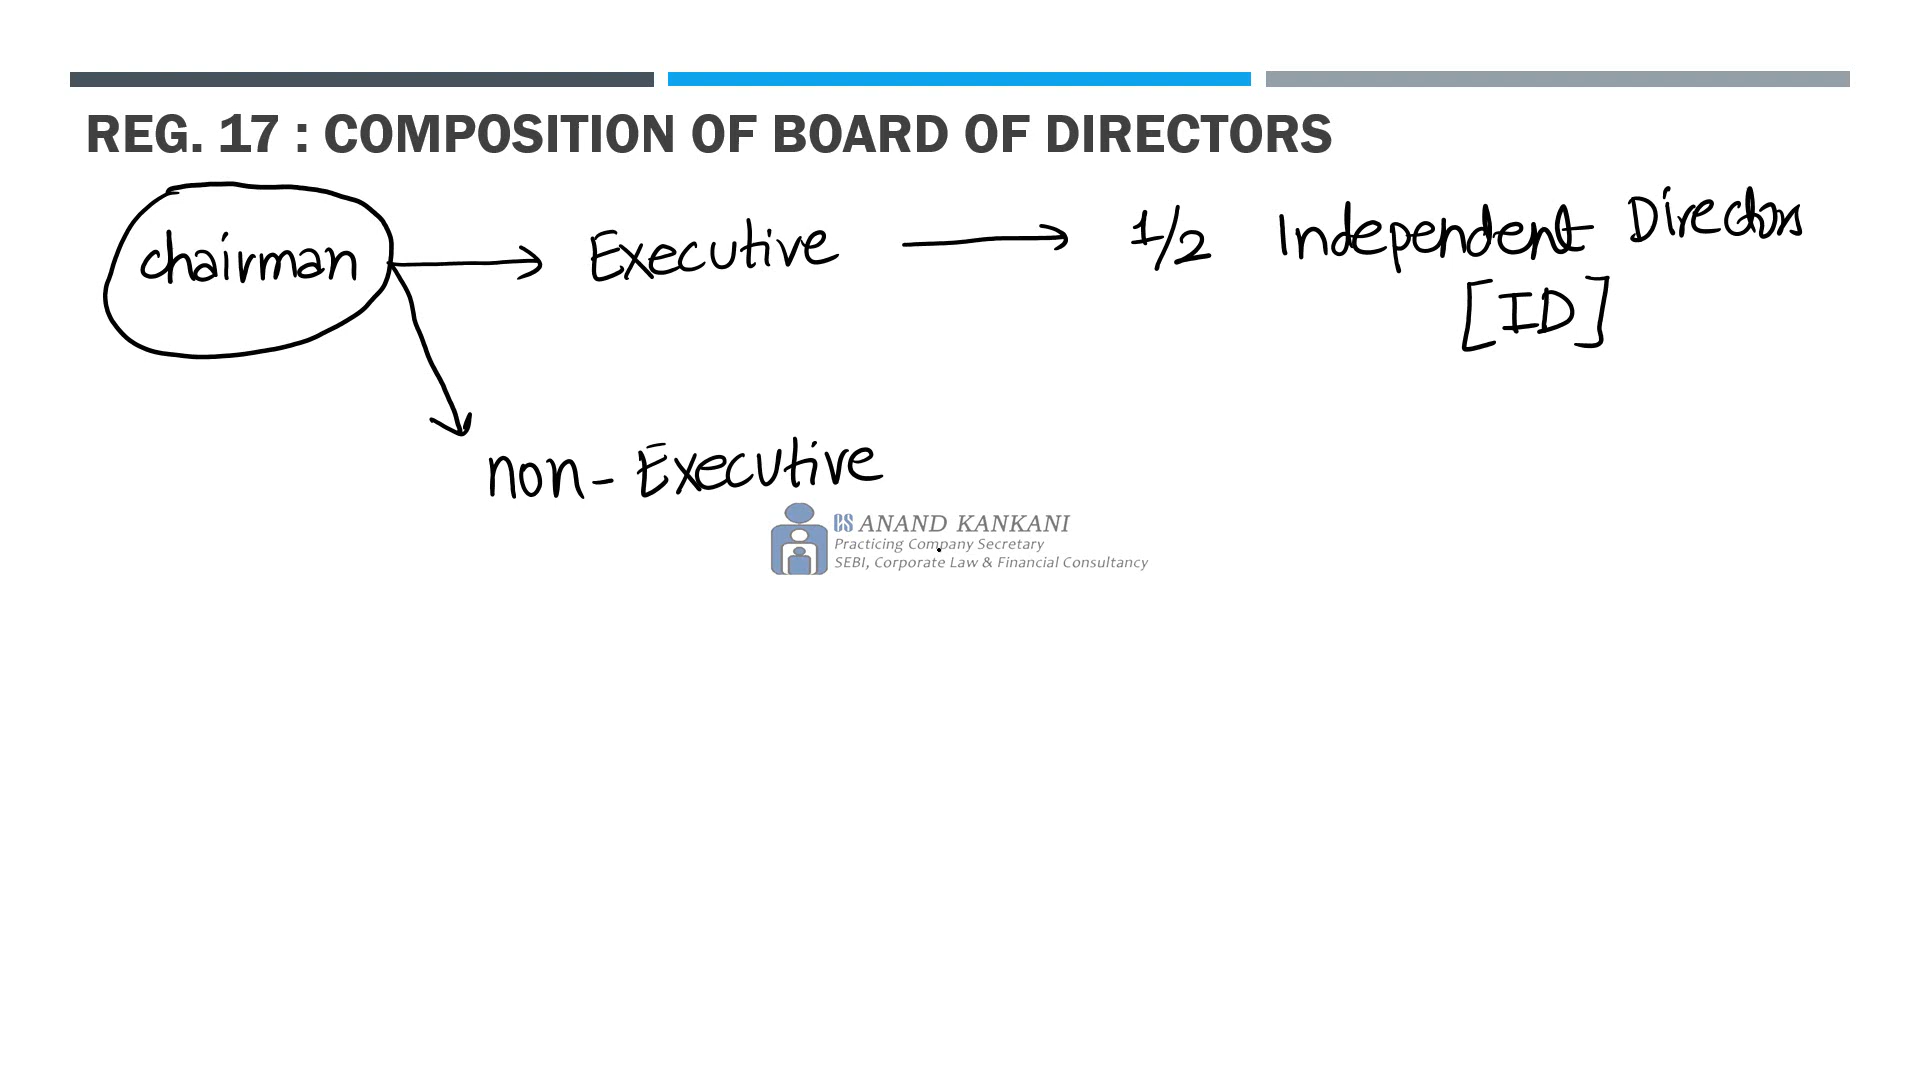 REG. 17 : COMPOSITION OF BOARD OF DIRECTORS
chairman Executive 1/2 Independent Directors
[ID]
non-Executive
CS ANAND KANKANI
Practicing Company Secretary
SEBI, Corporate Law & Financial Consultancy